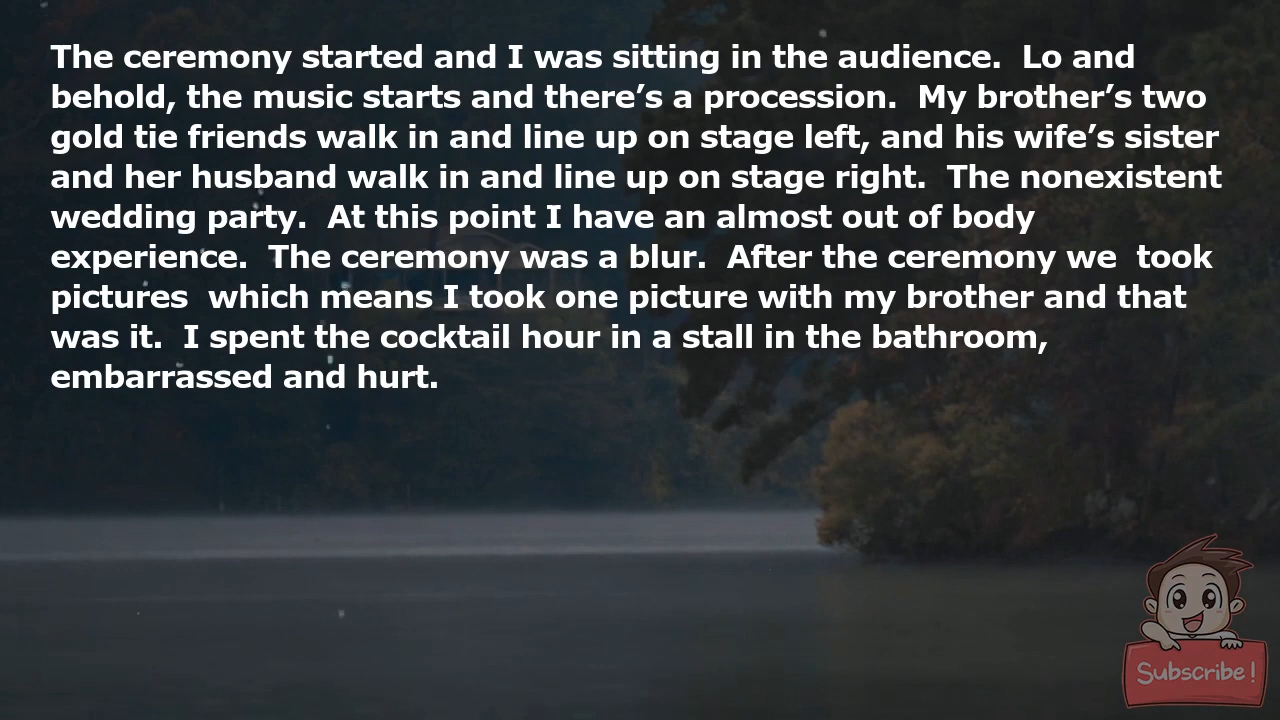 The ceremony started and I was sitting in the audience.  Lo and
behold, the music starts and there’s a procession.  My brother’s two
gold tie friends walk in and line up on stage left, and his wife’s sister
and her husband walk in and line up on stage right.  The nonexistent
wedding party.  At this point I have an almost out of body
experience.  The ceremony was a blur.  After the ceremony we  took
pictures  which means I took one picture with my brother and that
was it.  I spent the cocktail hour in a stall in the bathroom,
embarrassed and hurt.
Subscribe!